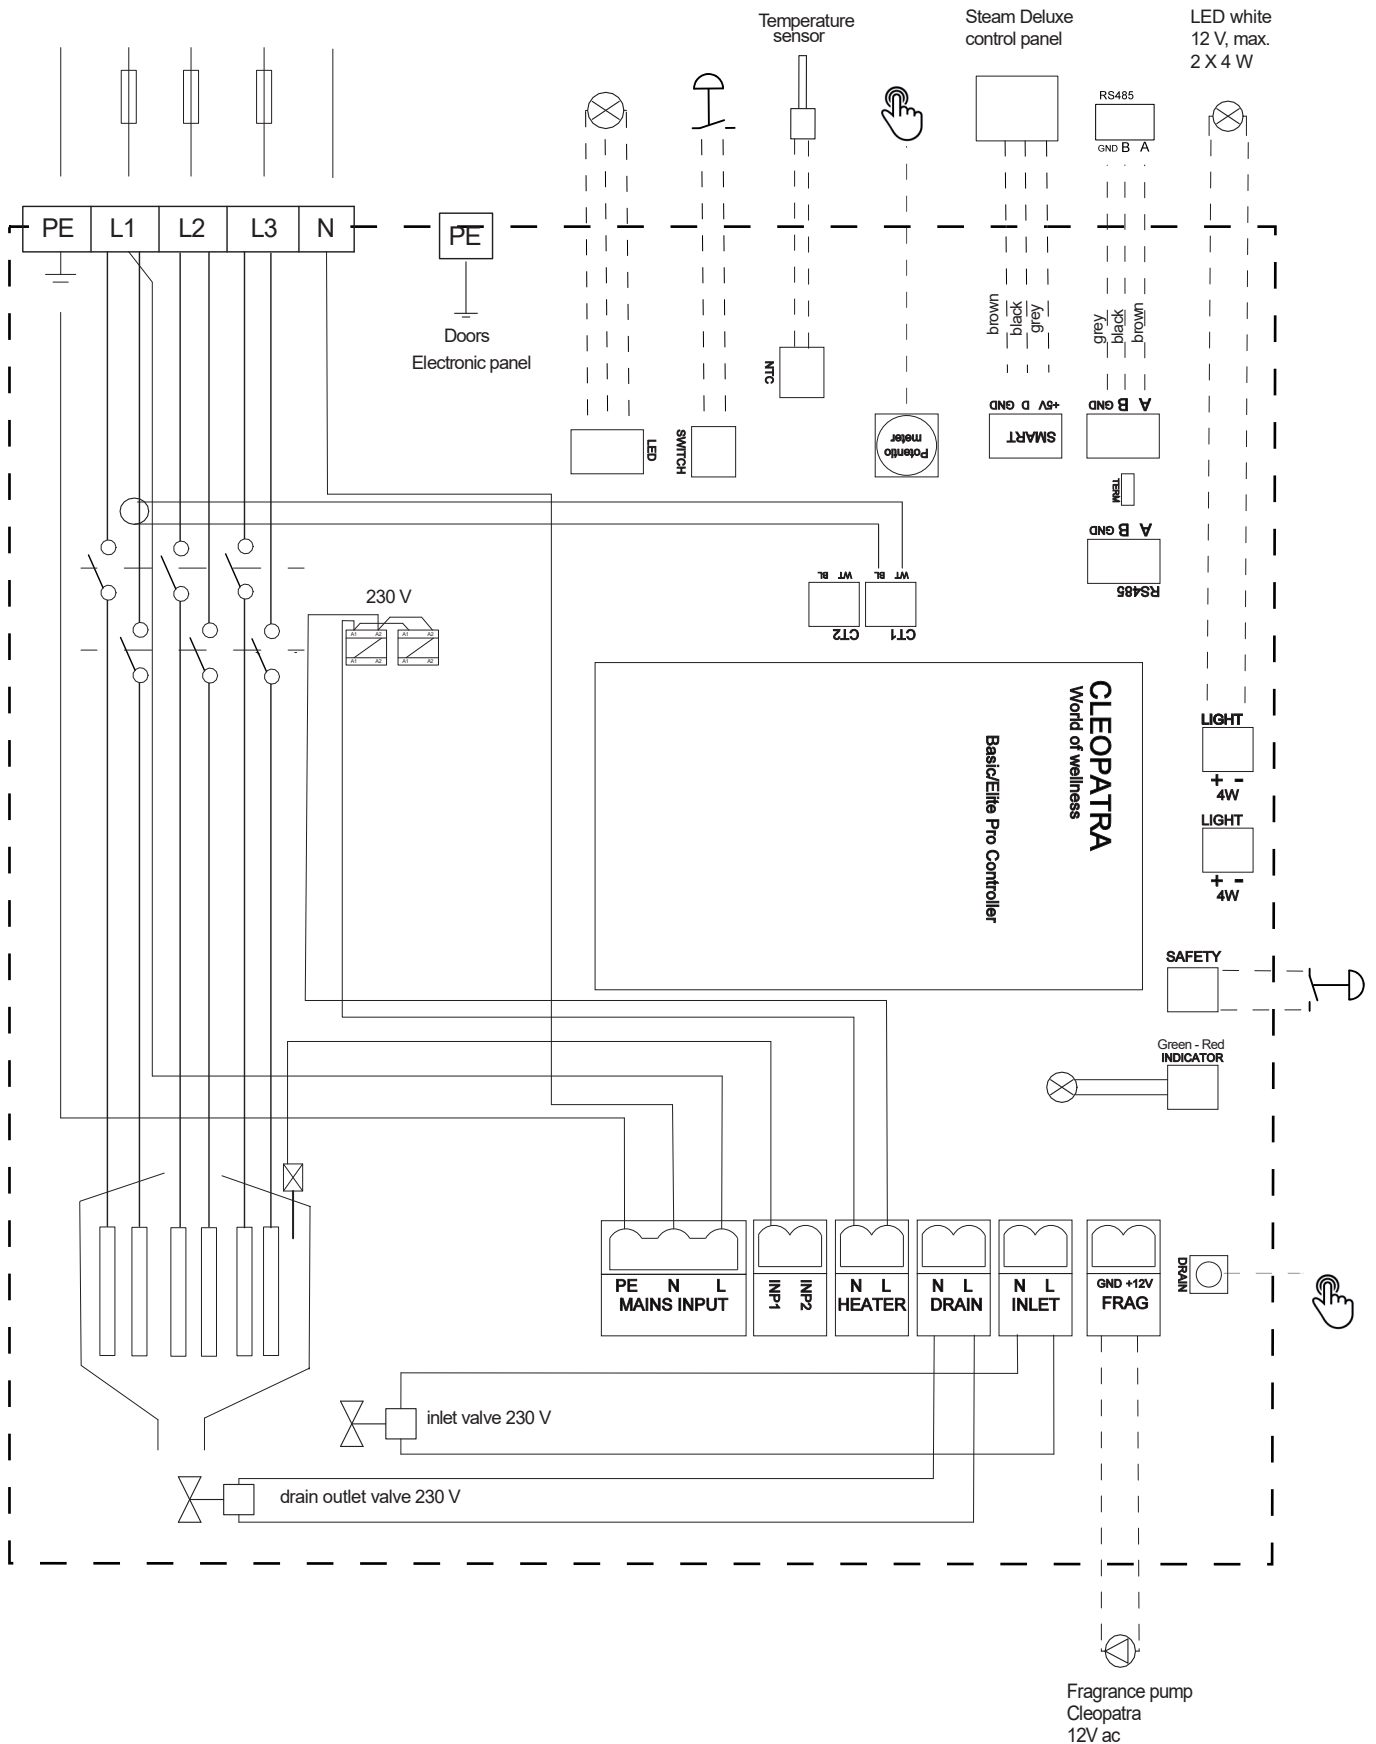 Temperature
sensor
Steam Deluxe
control panel
LED white
12 V, max.
2 X 4 W
RS485
GND B A
PE L1 L2 L3 N
PE
Doors
Electronic panel
brown
black
grey
grey
black
brown
NTC
LED
SWITCH
Potentio
meter
+5V D GND
SMART
A B GND
TERM
A B GND
RS485
WT BL
CT2
WT BL
CT1
230 V
A1 A2
A1 A2
A1 A2
A1 A2
CLEOPATRA
World of wellness
Basic/Elite Pro Controller
LIGHT
+ -
4W
LIGHT
+ -
4W
SAFETY
Green - Red
INDICATOR
PE N L
MAINS INPUT
INP1
INP2
N L
HEATER
N L
DRAIN
N L
INLET
GND +12V
FRAG
DRAIN
inlet valve 230 V
drain outlet valve 230 V
Fragrance pump
Cleopatra
12V ac